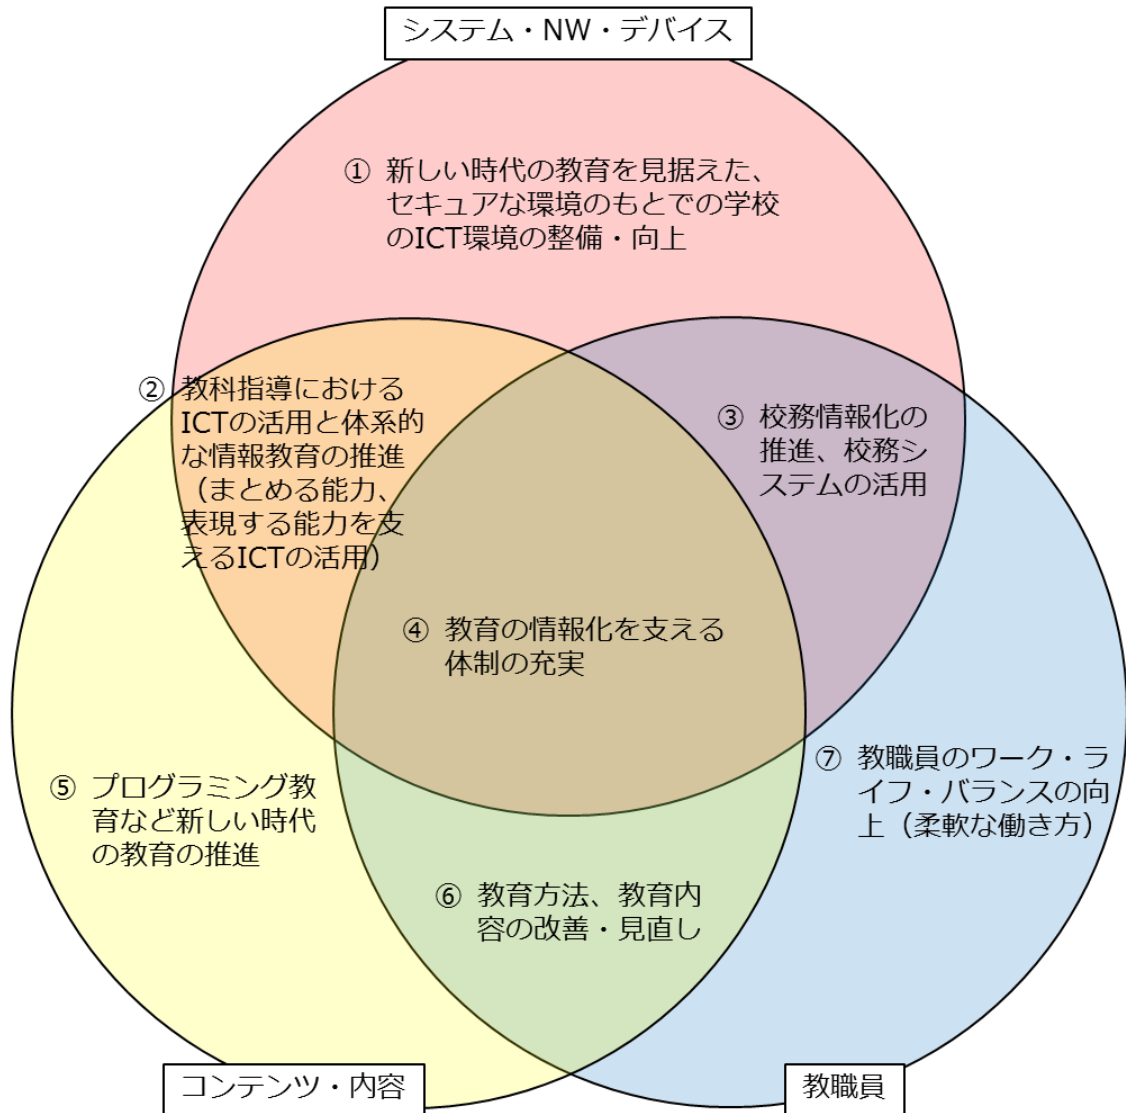 システム・NW・デバイス
① 新しい時代の教育を見据えた、
セキュアな環境のもとでの学校
のICT環境の整備・向上
② 教科指導における
ICTの活用と体系的
な情報教育の推進
（まとめる能力、
表現する能力を支
えるICTの活用）
③ 校務情報化の
推進、校務シ
ステムの活用
④ 教育の情報化を支える
体制の充実
⑤ プログラミング教
育など新しい時代
の教育の推進
⑥ 教育方法、教育内
容の改善・見直し
⑦ 教職員のワーク・ラ
イフ・バランスの向
上（柔軟な働き方）
コンテンツ・内容
教職員